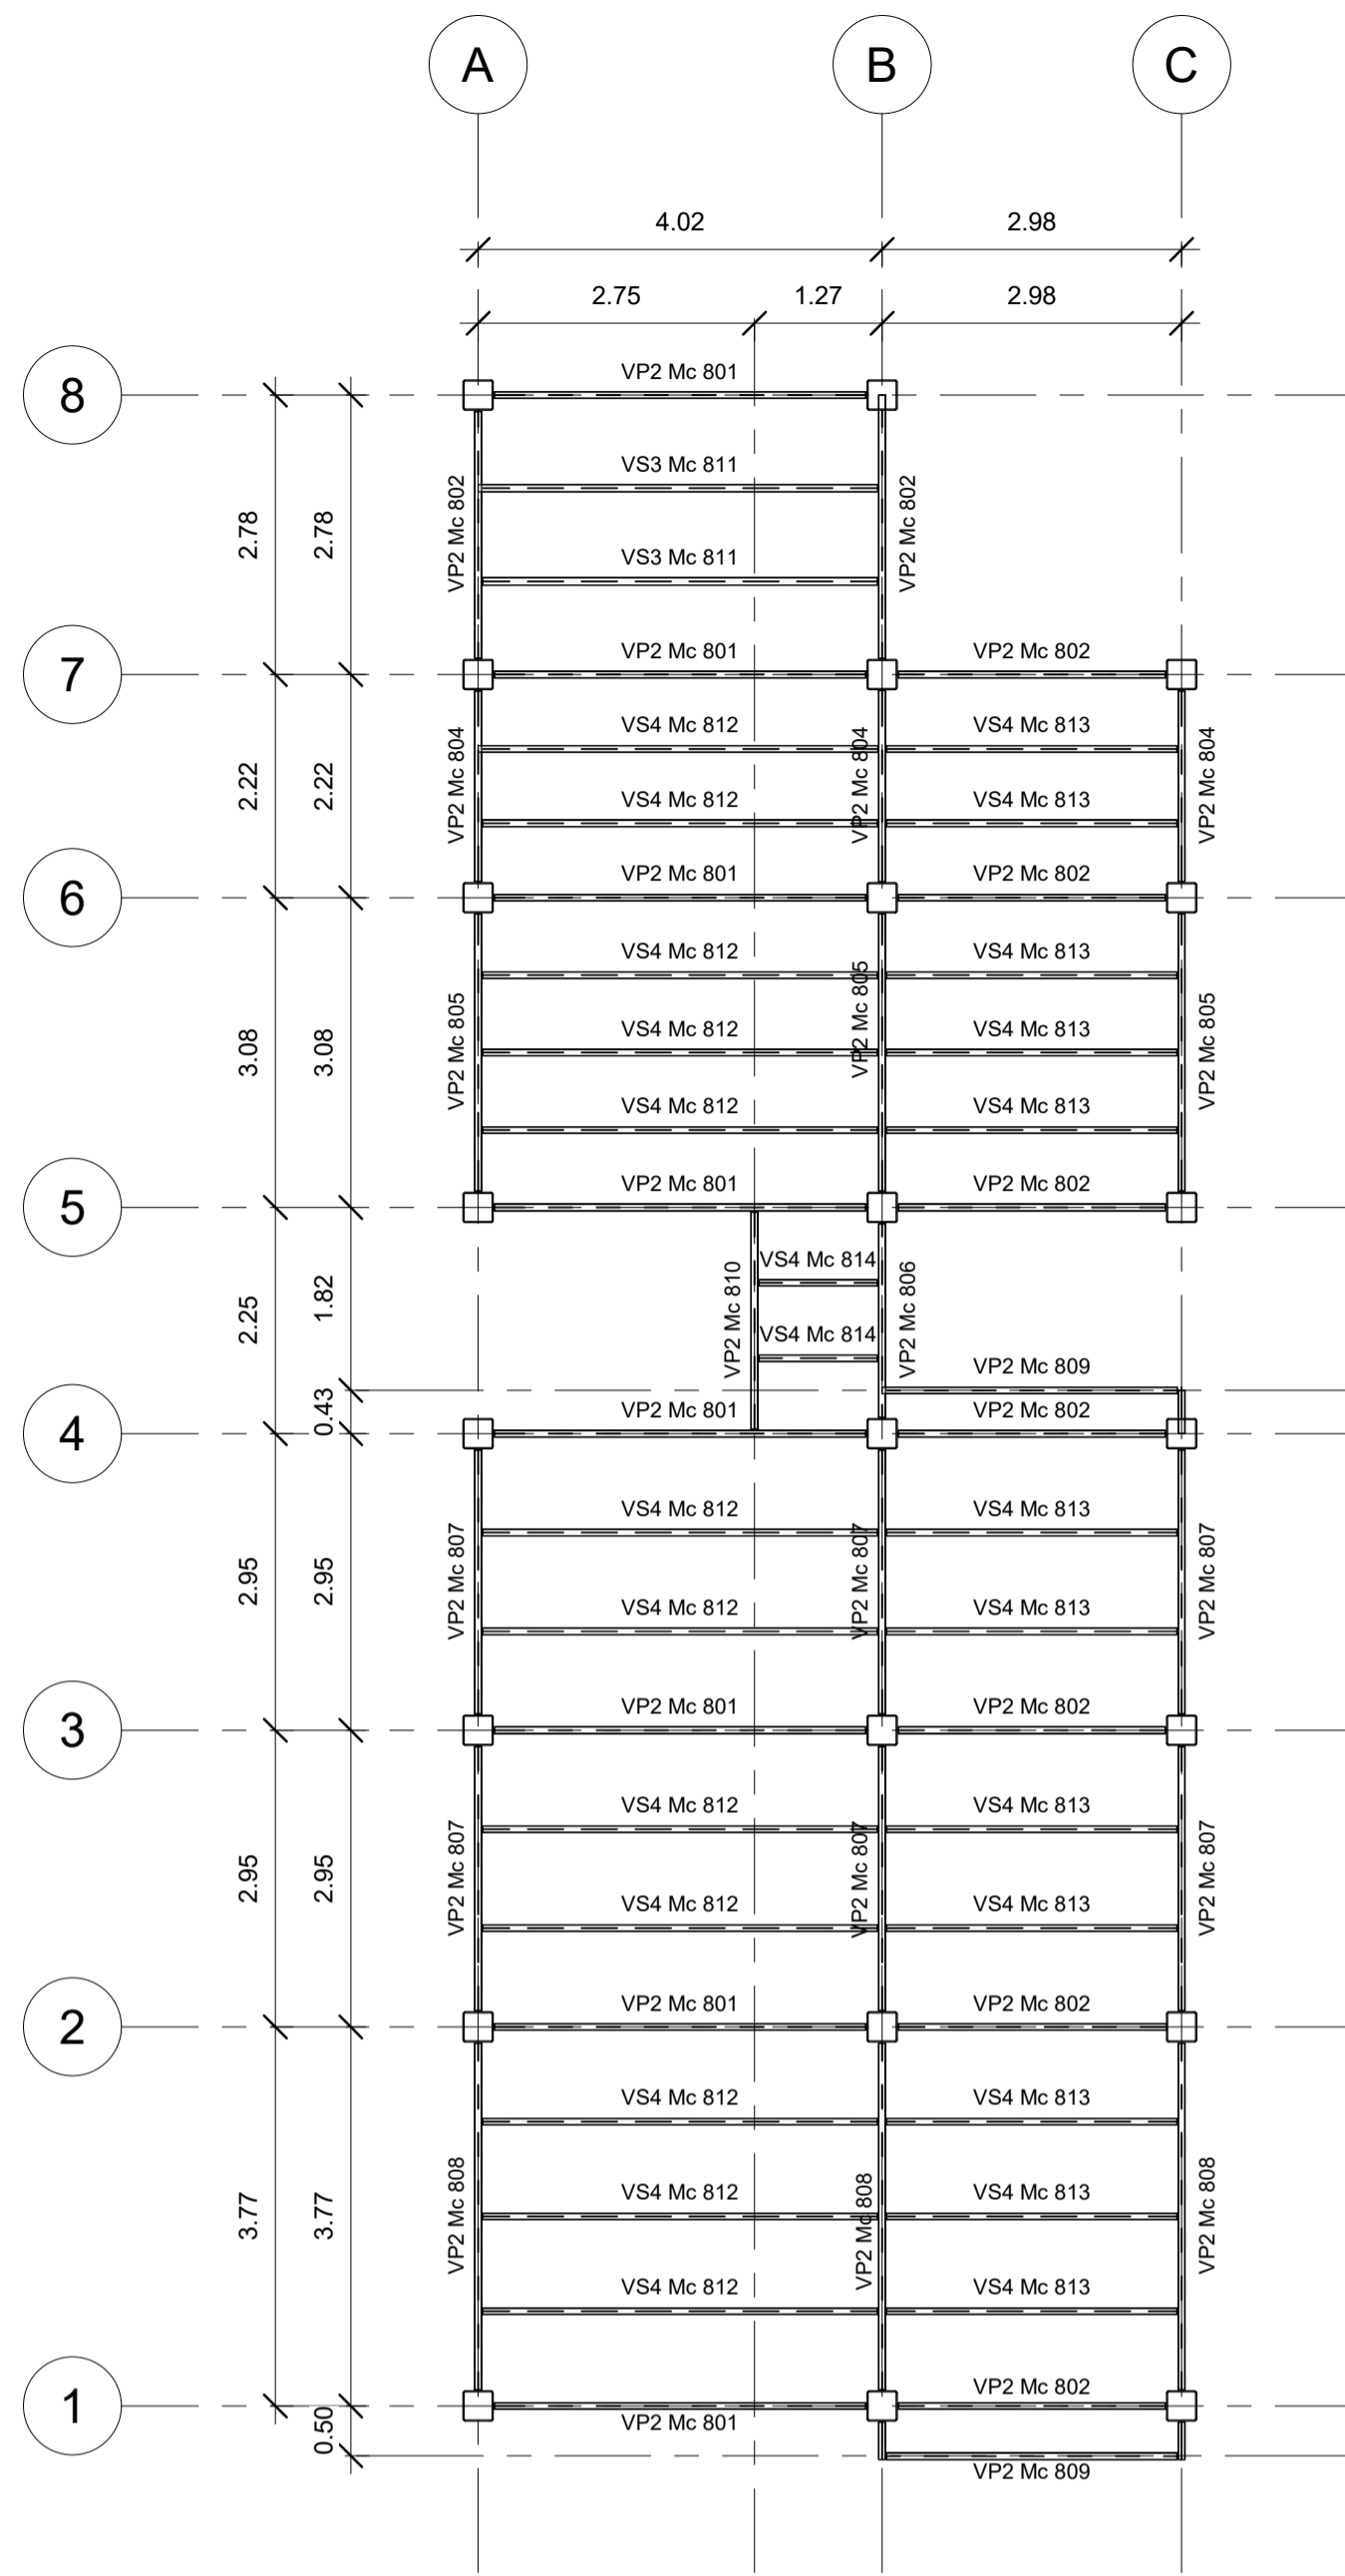 A B C
4.02 2.98
2.75 1.27 2.98
VP2 Mc 801
8
VS3 Mc 811
VP2 Mc 802 VP2 Mc 802
2.78 2.78
VS3 Mc 811
VP2 Mc 801 VP2 Mc 802
7
VS4 Mc 812 VS4 Mc 813
2.22 2.22 VP2 Mc 804 VP2 Mc 804 VP2 Mc 804
VS4 Mc 812 VS4 Mc 813
VP2 Mc 801 VP2 Mc 802
6
VS4 Mc 812 VS4 Mc 813
3.08 3.08 VP2 Mc 805 VP2 Mc 805 VP2 Mc 805
VS4 Mc 812 VS4 Mc 813
VS4 Mc 812 VS4 Mc 813
VP2 Mc 801 VP2 Mc 802
5
VS4 Mc 814
2.25 1.82 VP2 Mc 810 VP2 Mc 806
VS4 Mc 814
VP2 Mc 809
0.43 VP2 Mc 801 VP2 Mc 802
4
VS4 Mc 812 VS4 Mc 813
2.95 2.95 VP2 Mc 807 VP2 Mc 807 VP2 Mc 807
VS4 Mc 812 VS4 Mc 813
VP2 Mc 801 VP2 Mc 802
3
VS4 Mc 812 VS4 Mc 813
2.95 2.95 VP2 Mc 807 VP2 Mc 807 VP2 Mc 807
VS4 Mc 812 VS4 Mc 813
VP2 Mc 801 VP2 Mc 802
2
VS4 Mc 812 VS4 Mc 813
3.77 3.77 VP2 Mc 808 VP2 Mc 808 VP2 Mc 808
VS4 Mc 812 VS4 Mc 813
VS4 Mc 812 VS4 Mc 813
VP2 Mc 802
1
0.50 VP2 Mc 801
VP2 Mc 809